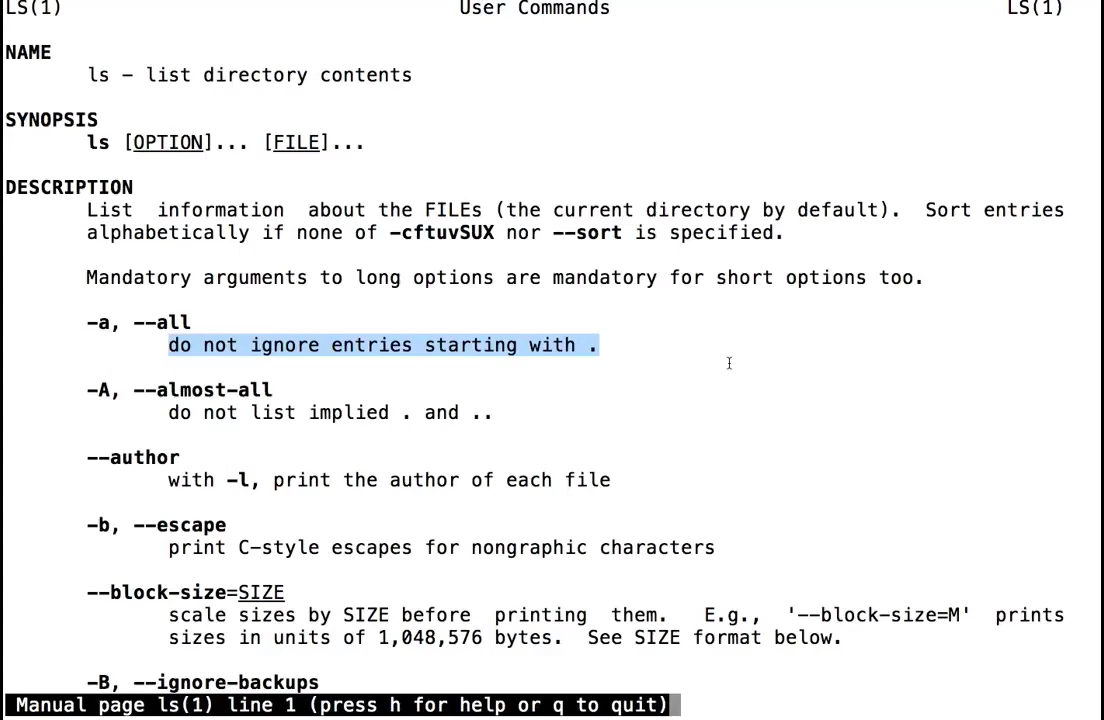 LS(1) User Commands LS(1)
NAME
ls - list directory contents
SYNOPSIS
ls [OPTION]... [FILE]...
DESCRIPTION
List information about the FILEs (the current directory by default). Sort entries
alphabetically if none of -cftuvSUX nor --sort is specified.
Mandatory arguments to long options are mandatory for short options too.
-a, --all
do not ignore entries starting with .
-A, --almost-all
do not list implied . and ..
--author
with -l, print the author of each file
-b, --escape
print C-style escapes for nongraphic characters
--block-size=SIZE
scale sizes by SIZE before printing them. E.g., '--block-size=M' prints
sizes in units of 1,048,576 bytes. See SIZE format below.
-B, --ignore-backups
Manual page ls(1) line 1 (press h for help or q to quit)